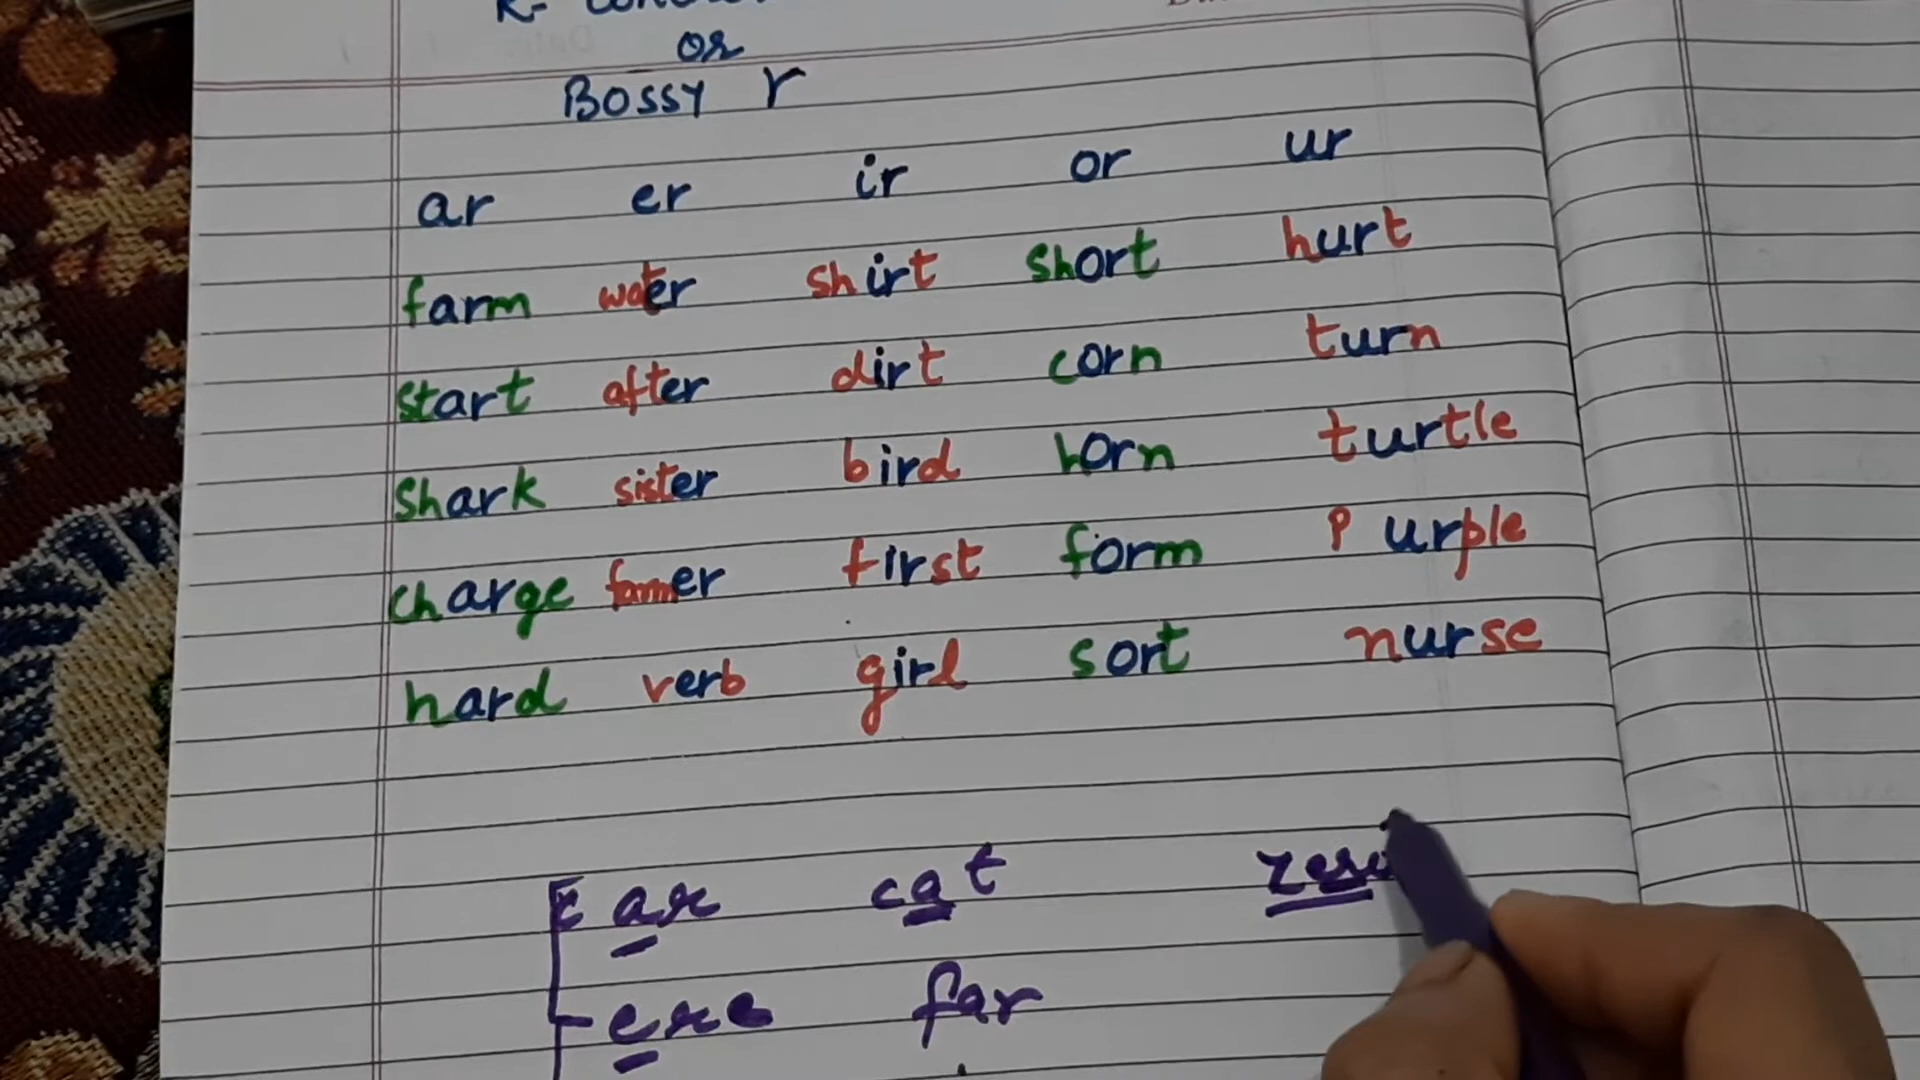 or
Bossy r
ar er ir or ur
farm water shirt short hurt
start after dirt corn turn
shark sister bird horn turtle
charge farmer first form purple
hard verb girl sort nurse
ar cat zero
ere far